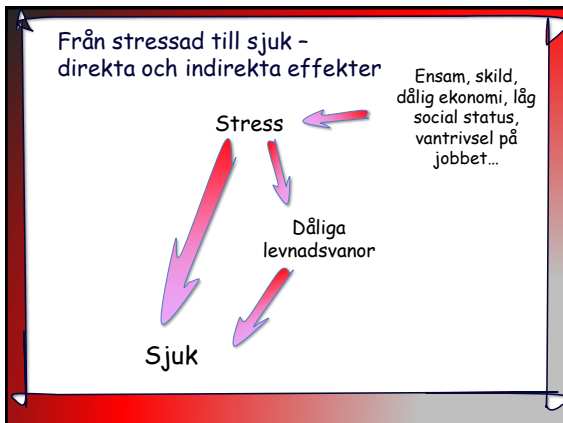 Från stressad till sjuk –
direkta och indirekta effekter
Ensam, skild,
dålig ekonomi, låg
social status,
vantrivsel på
jobbet…
Stress
Dåliga
levnadsvanor
Sjuk